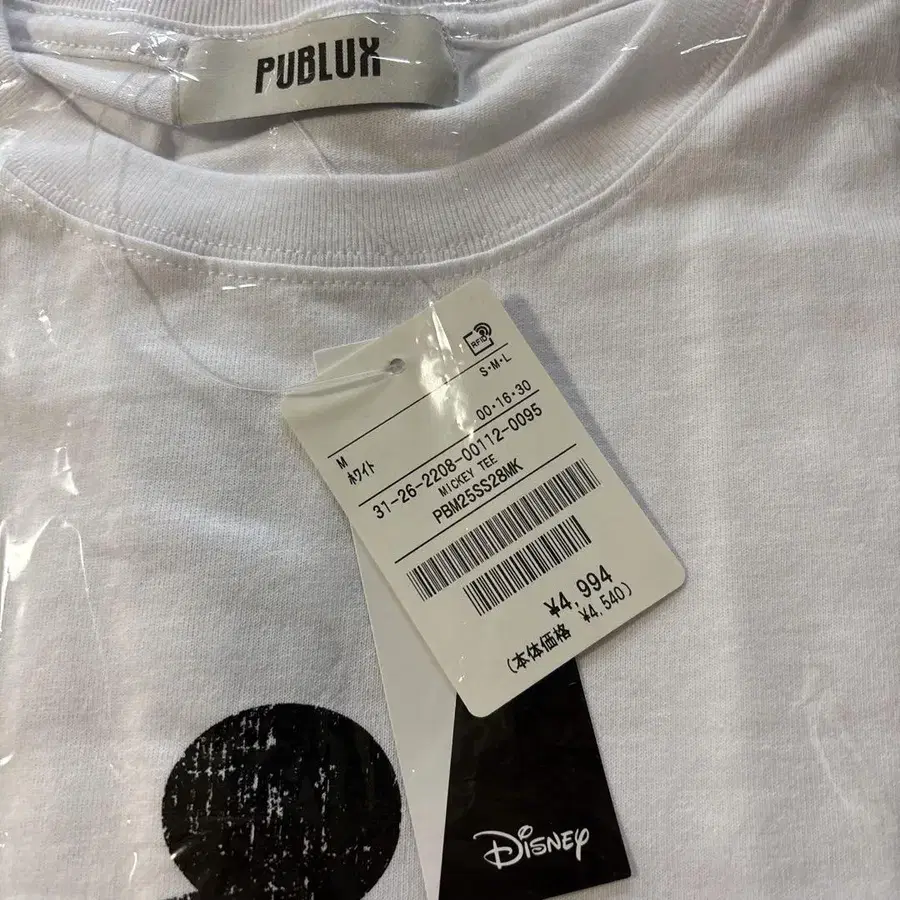 PUBLUX
RFID
S・M・L
M
00・16・30
ホワイト
31-26-2208-00112-0095
MICKEY TEE
PBM25SS28MK
¥4,994
(本体価格 ¥4,540)
Disney